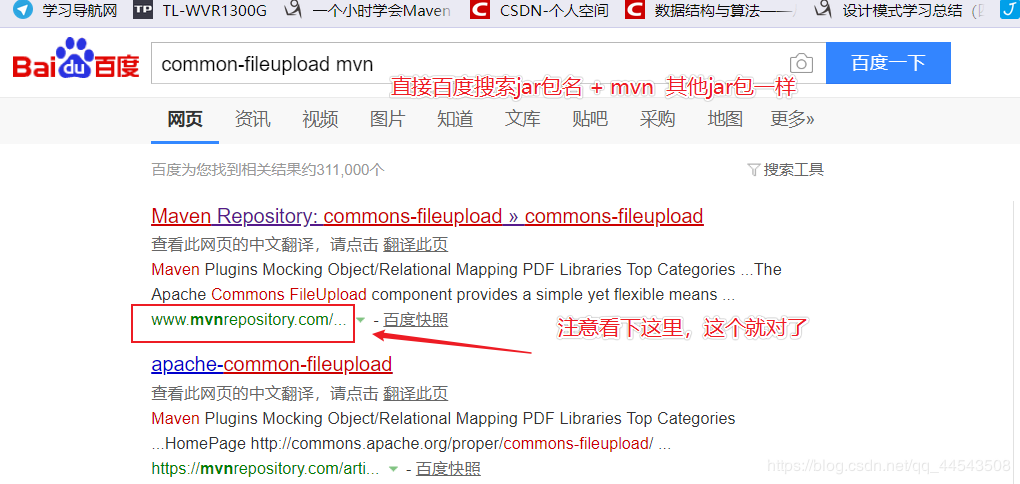 学习导航网 TP TL-WVR1300G 一个小时学会Maven CSDN-个人空间 数据结构与算法—— 设计模式学习总结
Bai du 百度 common-fileupload mvn 百度一下
直接百度搜索jar包名 + mvn 其他jar包一样
网页 资讯 视频 图片 知道 文库 贴吧 采购 地图 更多»
百度为您找到相关结果约311,000个 搜索工具
Maven Repository: commons-fileupload » commons-fileupload
查看此网页的中文翻译，请点击 翻译此页
Maven Plugins Mocking Object/Relational Mapping PDF Libraries Top Categories ...The
Apache Commons FileUpload component provides a simple yet flexible means ...
www.mvnrepository.com/... - 百度快照
注意看下这里，这个就对了
apache-common-fileupload
查看此网页的中文翻译，请点击 翻译此页
Maven Plugins Mocking Object/Relational Mapping PDF Libraries Top Categories
...HomePage http://commons.apache.org/proper/commons-fileupload/ ...
https://mvnrepository.com/arti... - 百度快照
https://blog.csdn.net/qq_44543508